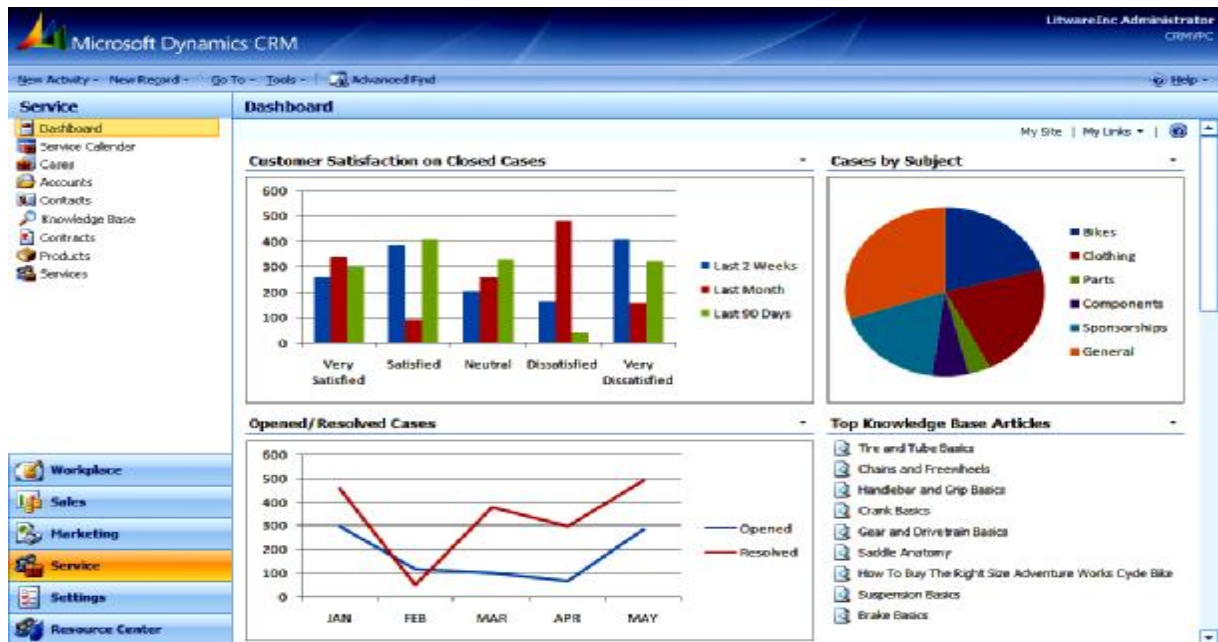 Microsoft Dynamics CRM
LitwareInc Administrator
CRMVPC
New Activity New Record Go To Tools Advanced Find
Help
Service
Dashboard
Service Calendar
Cases
Accounts
Contacts
Knowledge Base
Contracts
Products
Services
Workplace
Sales
Marketing
Service
Settings
Resource Center
Dashboard
My Site | My Links |
Customer Satisfaction on Closed Cases
600
500
400
300
200
100
0
Very Satisfied
Satisfied
Neutral
Dissatisfied
Very Dissatisfied
Last 2 Weeks
Last Month
Last 90 Days
Cases by Subject
Bikes
Clothing
Parts
Components
Sponsorships
General
Opened/Resolved Cases
600
500
400
300
200
100
0
JAN FEB MAR APR MAY
Opened
Resolved
Top Knowledge Base Articles
Tire and Tube Basics
Chains and Freewheels
Handlebar and Grip Basics
Crank Basics
Gear and Drivetrain Basics
Saddle Anatomy
How To Buy The Right Size Adventure Works Cycle Bike
Suspension Basics
Brake Basics